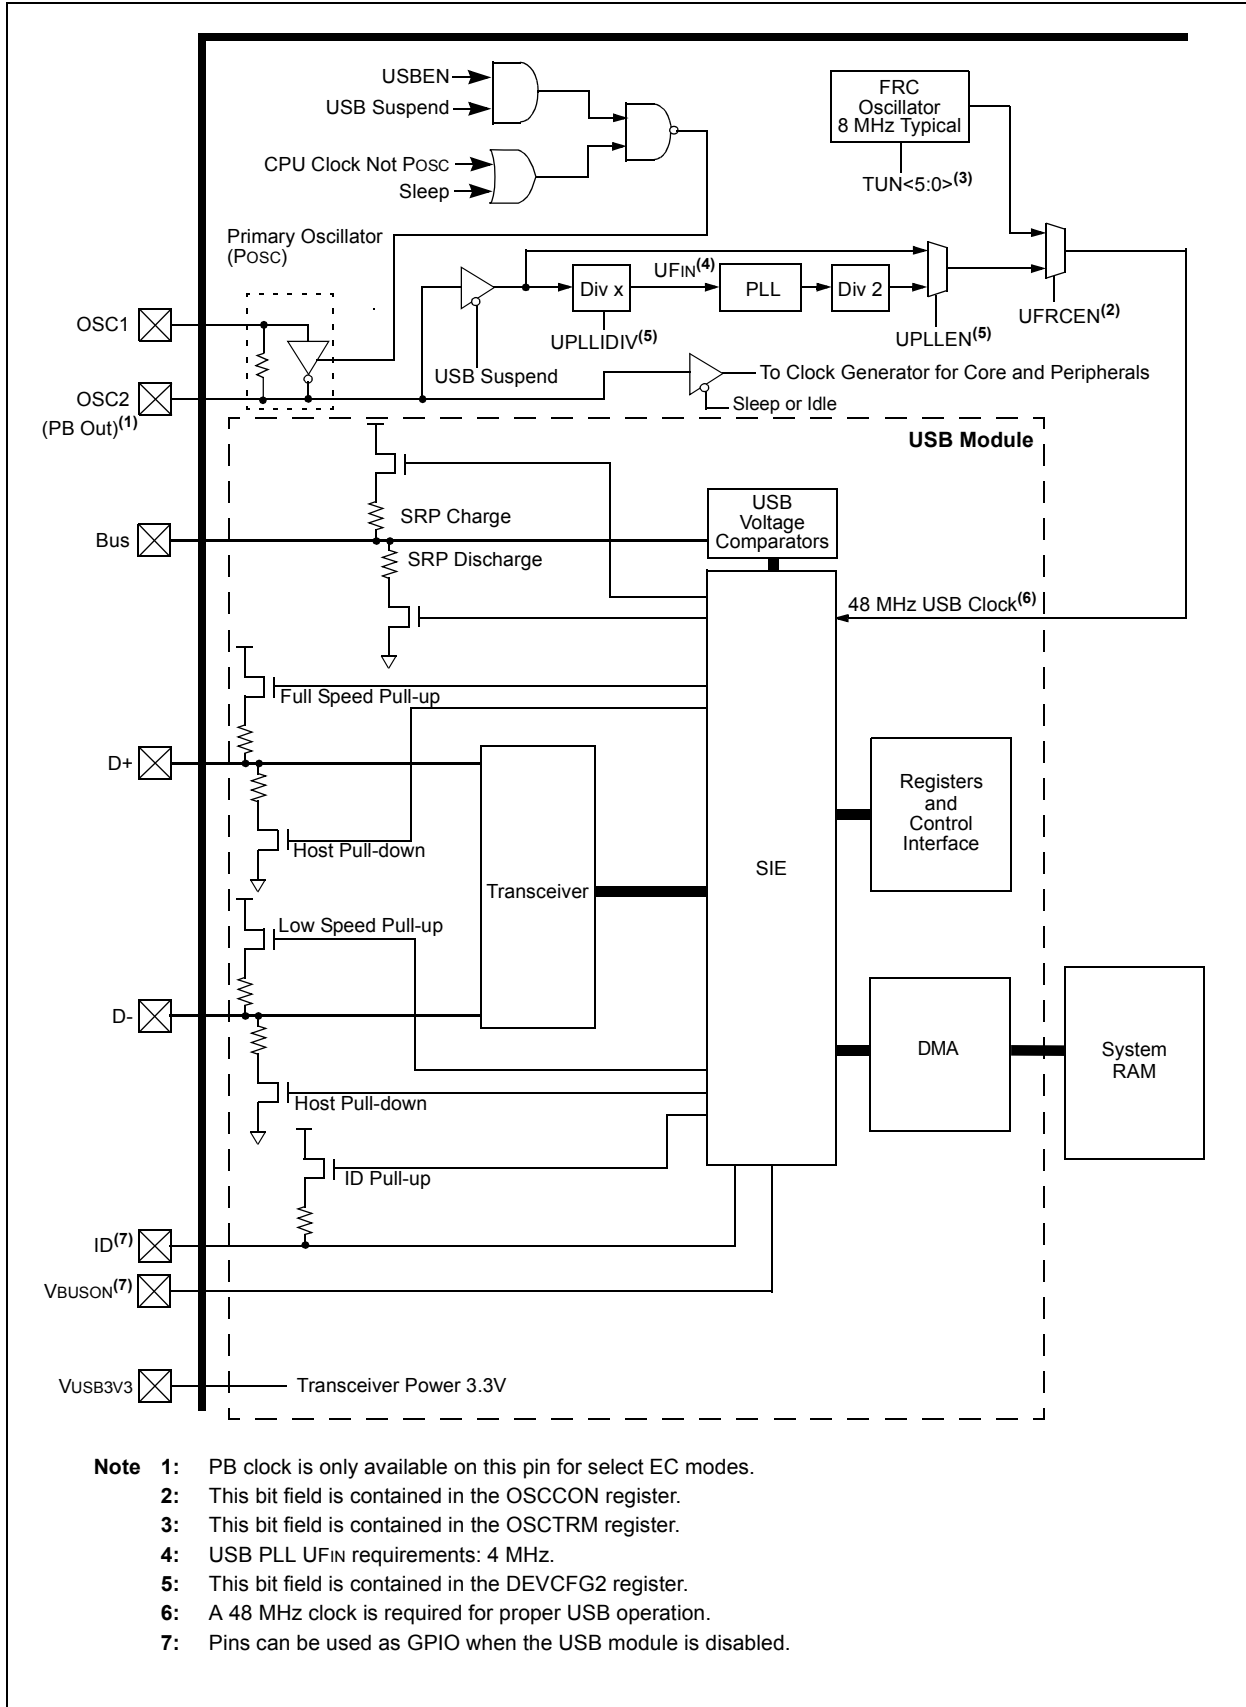 USBEN
USB Suspend
CPU Clock Not POSC
Sleep
FRC
Oscillator
8 MHz Typical
TUN<5:0>(3)
Primary Oscillator
(POSC)
UFIN(4)
Div x
PLL
Div 2
UFRCEN(2)
OSC1
UPLLIDIV(5)
UPLLEN(5)
USB Suspend
To Clock Generator for Core and Peripherals
OSC2
(PB Out)(1)
Sleep or Idle
USB Module
USB
Voltage
Comparators
SRP Charge
Bus
SRP Discharge
48 MHz USB Clock(6)
Full Speed Pull-up
D+
Registers
and
Control
Interface
Host Pull-down
SIE
Transceiver
Low Speed Pull-up
D-
DMA
System
RAM
Host Pull-down
ID Pull-up
ID(7)
VBUSON(7)
VUSB3V3
Transceiver Power 3.3V
Note 1: PB clock is only available on this pin for select EC modes.
2: This bit field is contained in the OSCCON register.
3: This bit field is contained in the OSCTRM register.
4: USB PLL UFIN requirements: 4 MHz.
5: This bit field is contained in the DEVCFG2 register.
6: A 48 MHz clock is required for proper USB operation.
7: Pins can be used as GPIO when the USB module is disabled.